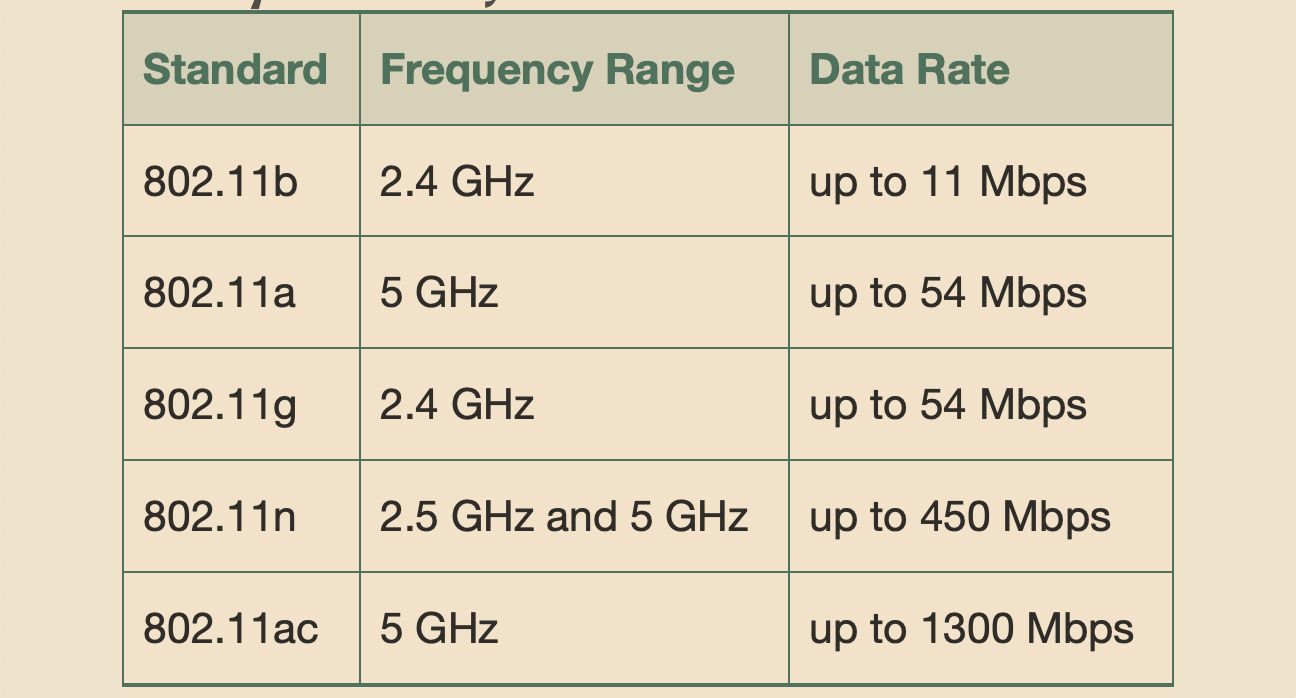 Standard Frequency Range Data Rate
802.11b 2.4 GHz up to 11 Mbps
802.11a 5 GHz up to 54 Mbps
802.11g 2.4 GHz up to 54 Mbps
802.11n 2.5 GHz and 5 GHz up to 450 Mbps
802.11ac 5 GHz up to 1300 Mbps